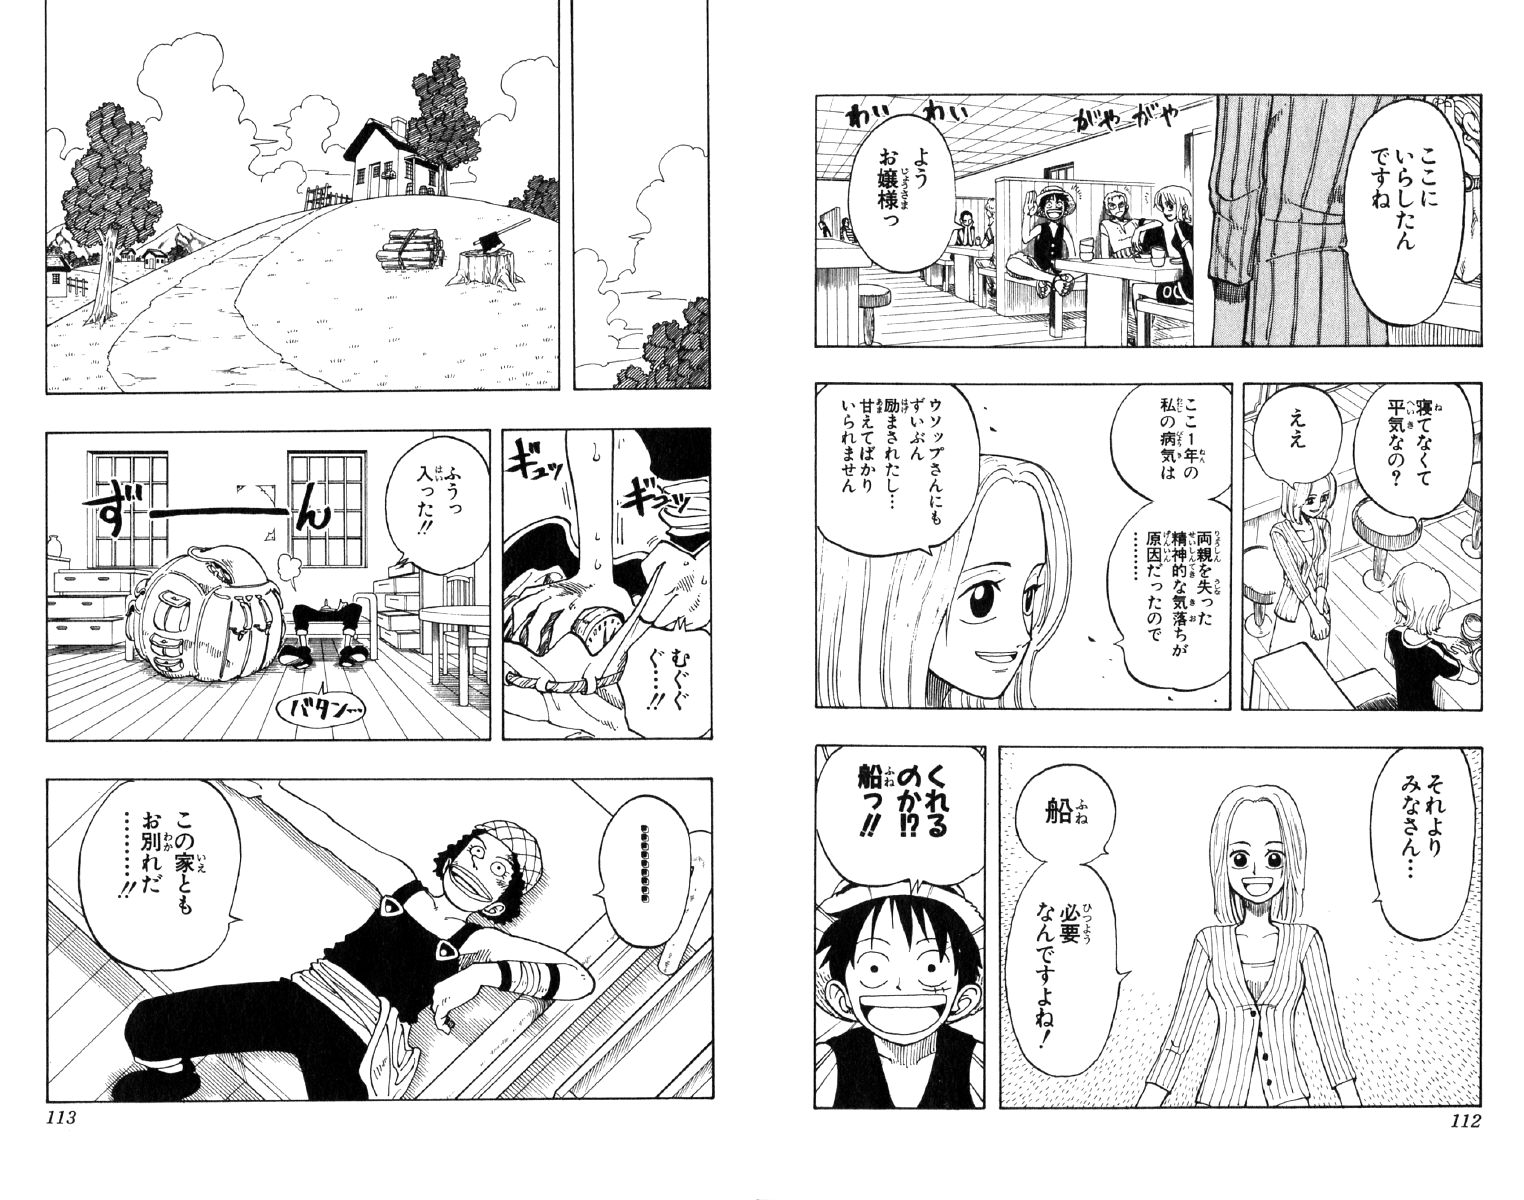 ここに
いらしたん
ですね
わいわい
がやがや
よう
お嬢様っ
寝てなくて
平気なの?
ええ
ここ1年の
私の病気は
両親を失った
精神的な気落ちが
原因だったので
………
ウソップさんにも
ずいぶん
励まされたし…
甘えてばかり
いられません
それより
みなさん…
船
必要
なんですよね!
くれる
のか!?
船っ!!
112
ギュッ
ギュッ
むぐぐ
ぐ…!!
ふうっ
入った!!
ずーーん
バタン…
…………
この家とも
お別れだ
…………!!
113